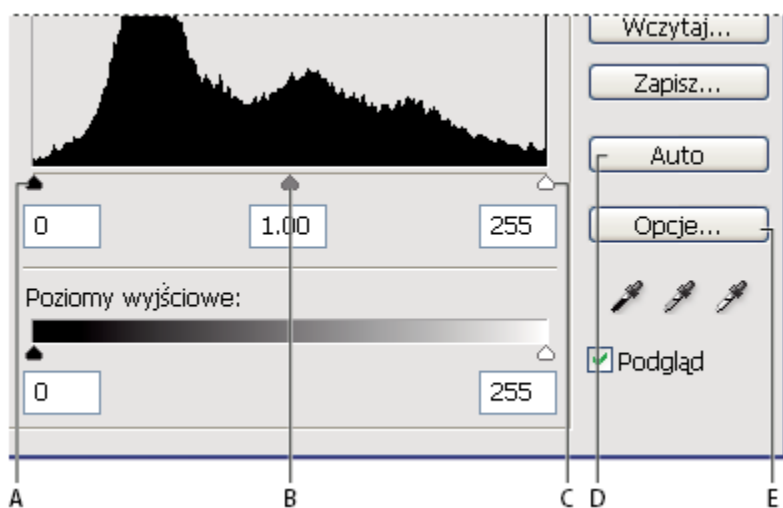 Wczytaj...
Zapisz...
Auto
0 1.00 255
Opcje...
Poziomy wyjściowe:
Podgląd
0 255
A B C D E